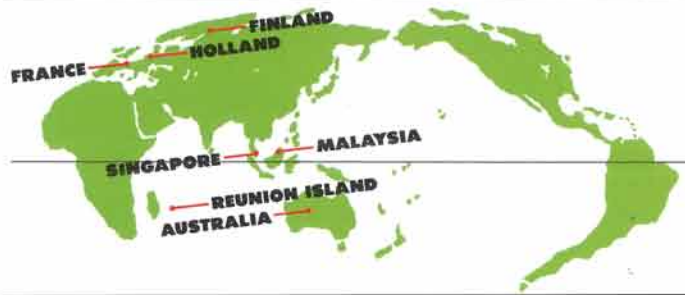 FINLAND
HOLLAND
FRANCE
MALAYSIA
SINGAPORE
REUNION ISLAND
AUSTRALIA